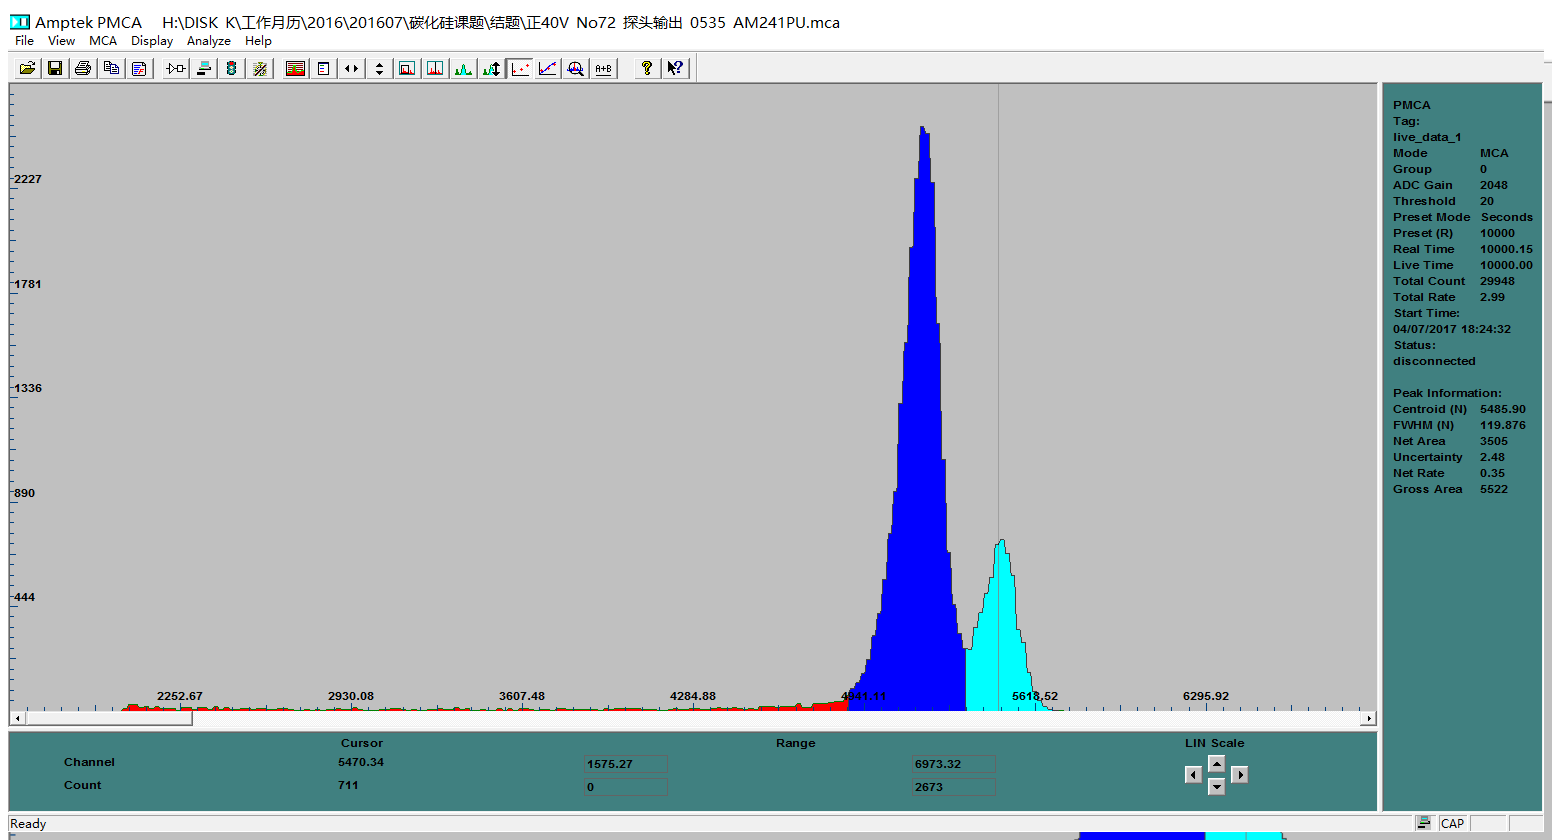 Amptek PMCA H:\DISK K\工作月历\2016\201607\碳化硅课题\结题\正40V No72 探头输出 0535 AM241PU.mca
File View MCA Display Analyze Help
A+B
2227
1781
1336
890
444
2252.67 2930.08 3607.48 4284.88 4941.11 5618.52 6295.92
PMCA
Tag:
live_data_1
Mode MCA
Group 0
ADC Gain 2048
Threshold 20
Preset Mode Seconds
Preset (R) 10000
Real Time 10000.15
Live Time 10000.00
Total Count 29948
Total Rate 2.99
Start Time:
04/07/2017 18:24:32
Status:
disconnected
Peak Information:
Centroid (N) 5485.90
FWHM (N) 119.876
Net Area 3505
Uncertainty 2.48
Net Rate 0.35
Gross Area 5522
Cursor Range LIN Scale
Channel 5470.34 1575.27 6973.32
Count 711 0 2673
Ready CAP